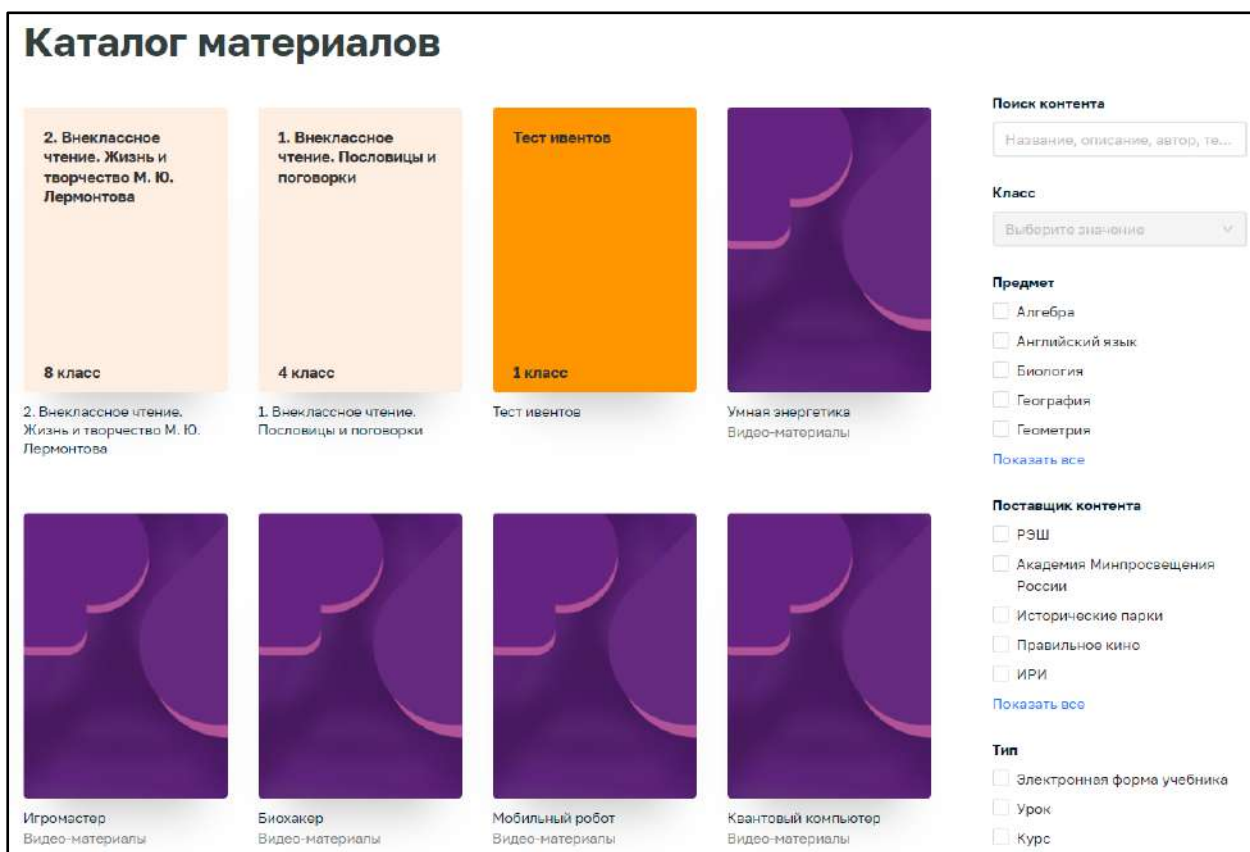 Каталог материалов
2. Внеклассное
чтение. Жизнь и
творчество М. Ю.
Лермонтова
8 класс
2. Внеклассное чтение.
Жизнь и творчество М. Ю.
Лермонтова
1. Внеклассное
чтение. Пословицы и
поговорки
4 класс
1. Внеклассное чтение.
Пословицы и поговорки
Тест ивентов
1 класс
Тест ивентов
Умная энергетика
Видео-материалы
Игромастер
Видео-материалы
Биохакер
Видео-материалы
Мобильный робот
Видео-материалы
Квантовый компьютер
Видео-материалы
Поиск контента
Название, описание, автор, те...
Класс
Выберите значение
Предмет
Алгебра
Английский язык
Биология
География
Геометрия
Показать все
Поставщик контента
РЭШ
Академия Минпросвещения
России
Исторические парки
Правильное кино
ИРИ
Показать все
Тип
Электронная форма учебника
Урок
Курс